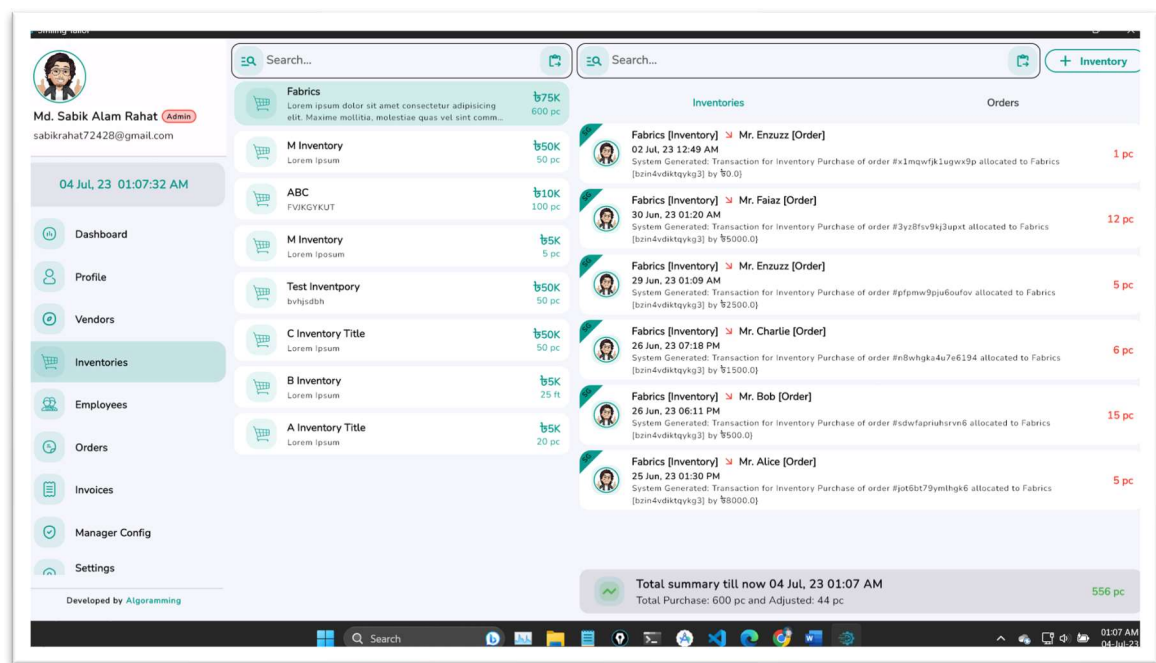 Smiling Tailor
Md. Sabik Alam Rahat Admin
sabikrahat72428@gmail.com
04 Jul, 23 01:07:32 AM
Dashboard
Profile
Vendors
Inventories
Employees
Orders
Invoices
Manager Config
Settings
Developed by Algoramming
Search...
Fabrics
৳75K
Lorem ipsum dolor sit amet consectetur adipisicing
600 pc
elit. Maxime mollitia, molestiae quas vel sint comm...
M Inventory
৳50K
Lorem Ipsum
50 pc
ABC
৳10K
FVJKGYKUT
100 pc
M Inventory
৳5K
Lorem Iposum
5 pc
Test Inventpory
৳50K
bvhjsdbh
50 pc
C Inventory Title
৳50K
Lorem Ipsum
50 pc
B Inventory
৳5K
Lorem Ipsum
25 ft
A Inventory Title
৳5K
Lorem Ipsum
20 pc
Search...
+ Inventory
Inventories
Orders
SG
Fabrics [Inventory] ↘ Mr. Enzuzz [Order]
02 Jul, 23 12:49 AM
System Generated: Transaction for Inventory Purchase of order #x1mqwfjk1ugwx9p allocated to Fabrics
[bzin4vdiktqykg3] by ৳0.0}
1 pc
SG
Fabrics [Inventory] ↘ Mr. Faiaz [Order]
30 Jun, 23 01:20 AM
System Generated: Transaction for Inventory Purchase of order #3yz8fsv9kj3upxt allocated to Fabrics
[bzin4vdiktqykg3] by ৳5000.0}
12 pc
SG
Fabrics [Inventory] ↘ Mr. Enzuzz [Order]
29 Jun, 23 01:09 AM
System Generated: Transaction for Inventory Purchase of order #pfpmw9pju6oufov allocated to Fabrics
[bzin4vdiktqykg3] by ৳2500.0}
5 pc
SG
Fabrics [Inventory] ↘ Mr. Charlie [Order]
26 Jun, 23 07:18 PM
System Generated: Transaction for Inventory Purchase of order #n8whgka4u7e6194 allocated to Fabrics
[bzin4vdiktqykg3] by ৳1500.0}
6 pc
SG
Fabrics [Inventory] ↘ Mr. Bob [Order]
26 Jun, 23 06:11 PM
System Generated: Transaction for Inventory Purchase of order #sdwfapriuhsrvn6 allocated to Fabrics
[bzin4vdiktqykg3] by ৳500.0}
15 pc
SG
Fabrics [Inventory] ↘ Mr. Alice [Order]
25 Jun, 23 01:30 PM
System Generated: Transaction for Inventory Purchase of order #jot6bt79ymlhgk6 allocated to Fabrics
[bzin4vdiktqykg3] by ৳8000.0}
5 pc
Total summary till now 04 Jul, 23 01:07 AM
Total Purchase: 600 pc and Adjusted: 44 pc
556 pc
Search
01:07 AM
04-Jul-23